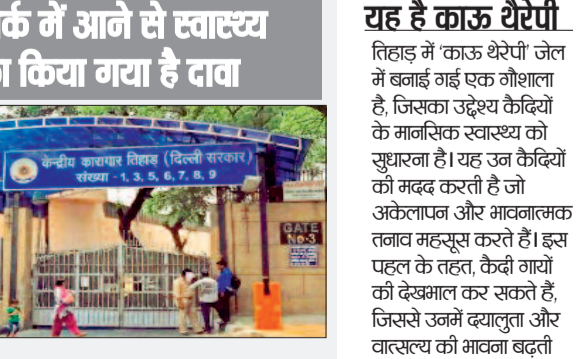 र्क में आने से स्वास्थ्य
किया गया है दावा
केन्द्रीय कारागार तिहाड़ (दिल्ली सरकार)
संख्या - 1, 3, 5, 6, 7, 8, 9
GATE
No-3
यह है काऊ थैरेपी
तिहाड़ में ‘काऊ थेरेपी’ जेल
में बनाई गई एक गौशाला
है, जिसका उद्देश्य कैदियों
के मानसिक स्वास्थ्य को
सुधारना है। यह उन कैदियों
की मदद करती है जो
अकेलापन और भावनात्मक
तनाव महसूस करते हैं। इस
पहल के तहत, कैदी गायों
की देखभाल कर सकते हैं,
जिससे उनमें दयालुता और
वात्सल्य की भावना बढ़ती